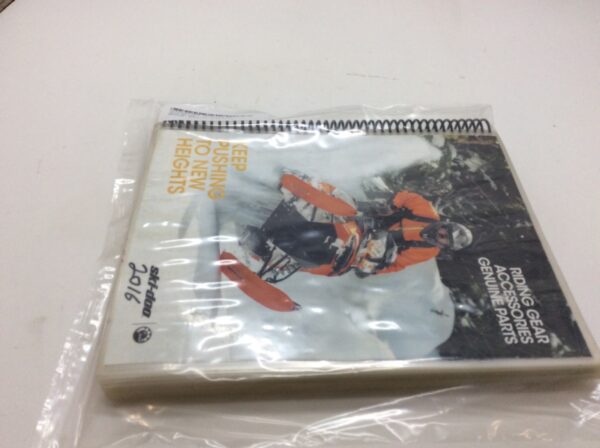 KEEP
PUSHING
TO NEW
HEIGHTS
RIDING GEAR
ACCESSORIES
GENUINE PARTS
ski-doo
2016